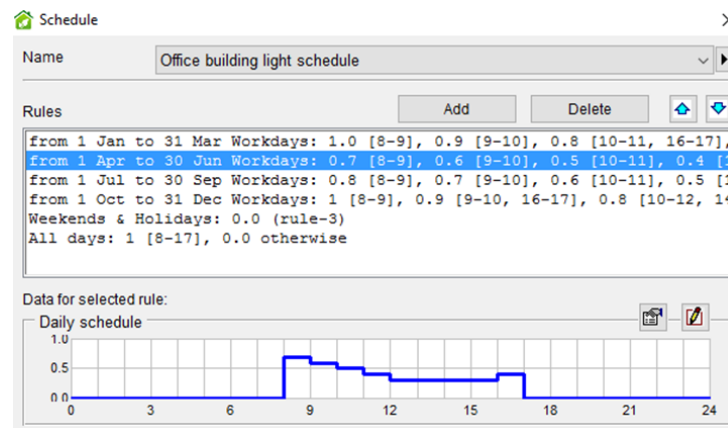 Schedule
Name
Office building light schedule
Rules
Add
Delete
from 1 Jan to 31 Mar Workdays: 1.0 [8-9], 0.9 [9-10], 0.8 [10-11, 16-17],
from 1 Apr to 30 Jun Workdays: 0.7 [8-9], 0.6 [9-10], 0.5 [10-11], 0.4 [1
from 1 Jul to 30 Sep Workdays: 0.8 [8-9], 0.7 [9-10], 0.6 [10-11], 0.5 [1
from 1 Oct to 31 Dec Workdays: 1 [8-9], 0.9 [9-10, 16-17], 0.8 [10-12, 14
Weekends & Holidays: 0.0 (rule-3)
All days: 1 [8-17], 0.0 otherwise
Data for selected rule:
Daily schedule
1.0
0.5
0.0
0 3 6 9 12 15 18 21 24